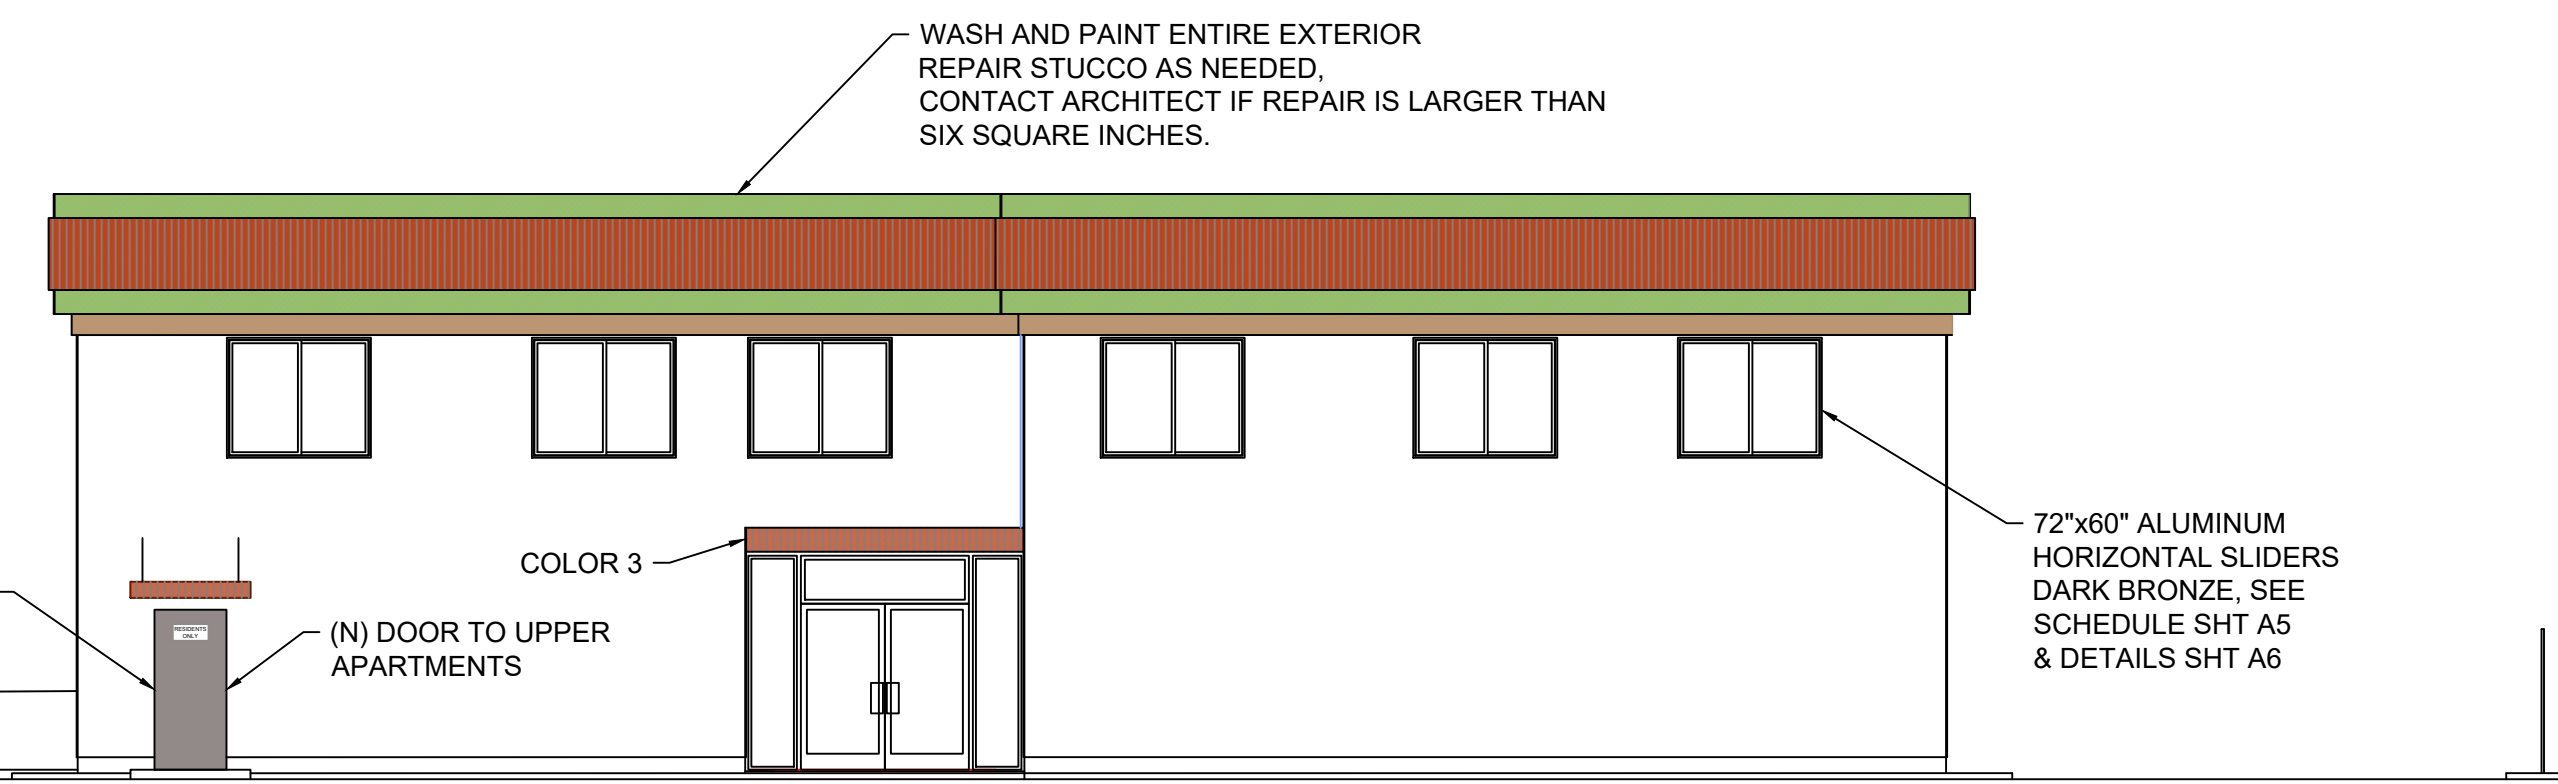 WASH AND PAINT ENTIRE EXTERIOR
REPAIR STUCCO AS NEEDED,
CONTACT ARCHITECT IF REPAIR IS LARGER THAN
SIX SQUARE INCHES.
72"x60" ALUMINUM
HORIZONTAL SLIDERS
DARK BRONZE, SEE
SCHEDULE SHT A5
& DETAILS SHT A6
COLOR 3
(N) DOOR TO UPPER
APARTMENTS
RESIDENTS
ONLY